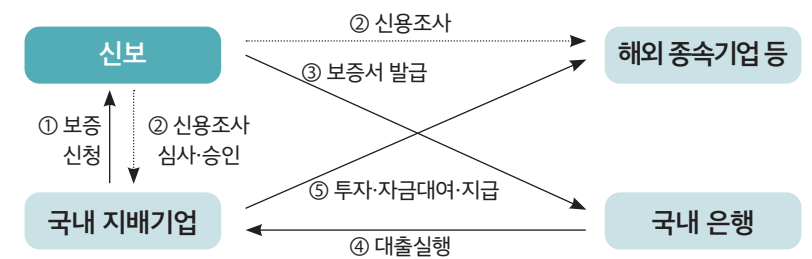 ② 신용조사
신보
해외 종속기업 등
③ 보증서 발급
① 보증
신청
② 신용조사
심사·승인
⑤ 투자·자금대여·지급
국내 지배기업
국내 은행
④ 대출실행